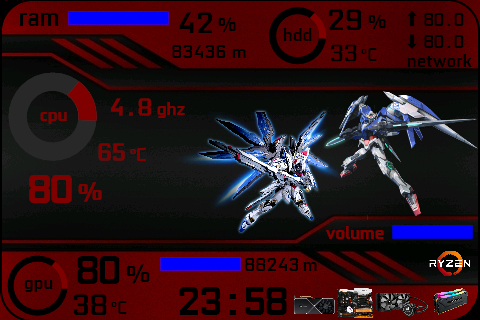 ram 42 %
83436 m
hdd 29 %
33 °C
↑ 80.0
↓ 80.0
network
cpu 4.8 ghz
65 °C
80 %
volume
gpu 80 %
38 °C
88243 m
23:58
RYZEN